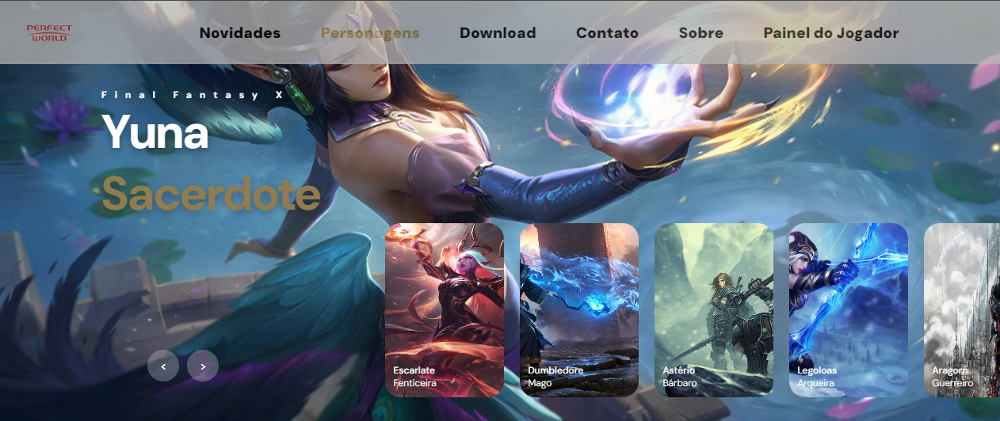 PERFECT
WORLD
Novidades
Personagens
Download
Contato
Sobre
Painel do Jogador
Final Fantasy X
Yuna
Sacerdote
<
>
Escarlate
Fenticeira
Dumbledore
Mago
Astério
Bárbaro
Legoloas
Arqueira
Aragorn
Guerreiro